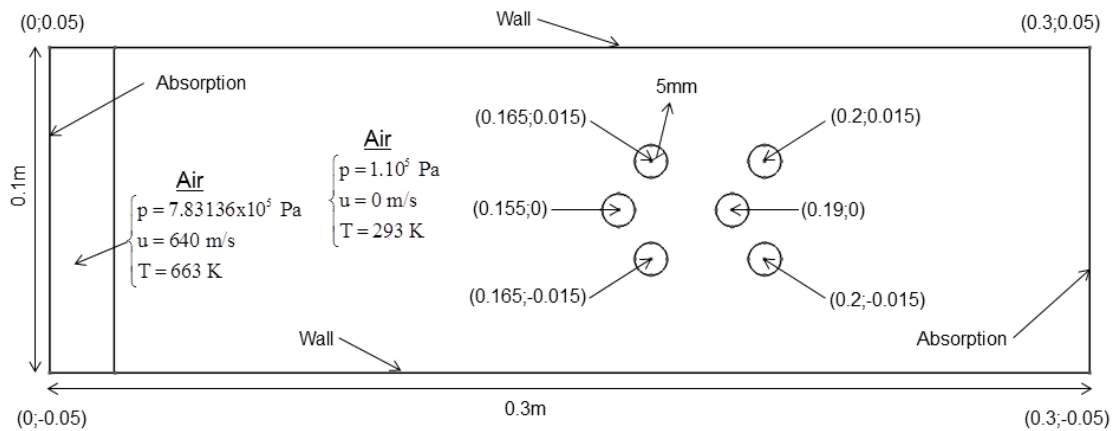 (0;0.05)
Wall
(0.3;0.05)
Absorption
5mm
(0.165;0.015)
(0.2;0.015)
0.1m
Air
p = 7.83136x10⁵ Pa
u = 640 m/s
T = 663 K
Air
p = 1.10⁵ Pa
u = 0 m/s
T = 293 K
(0.155;0)
(0.19;0)
(0.165;-0.015)
(0.2;-0.015)
Wall
Absorption
0.3m
(0;-0.05)
(0.3;-0.05)